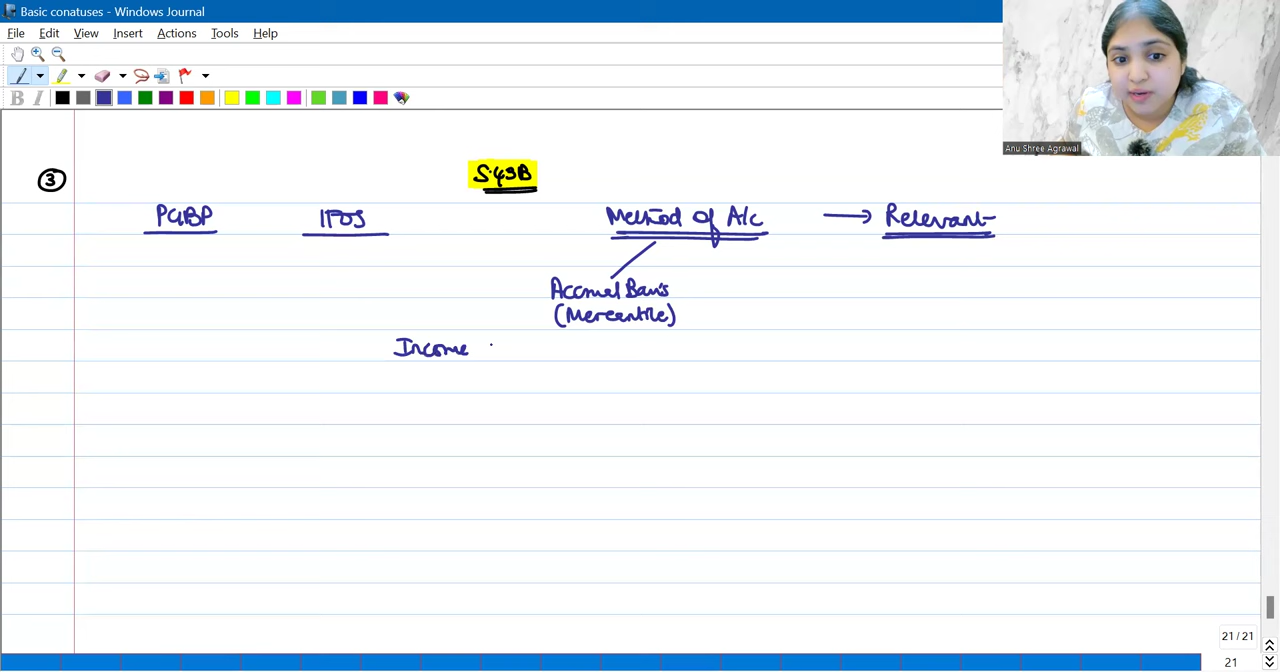 Basic conatuses - Windows Journal
File Edit View Insert Actions Tools Help
B I
Anu Shree Agrawal
3
S.43B
PGBP IFOS Method of A/c → Relevant
Accrual Basis
(Mercantile)
Income
21 / 21
21